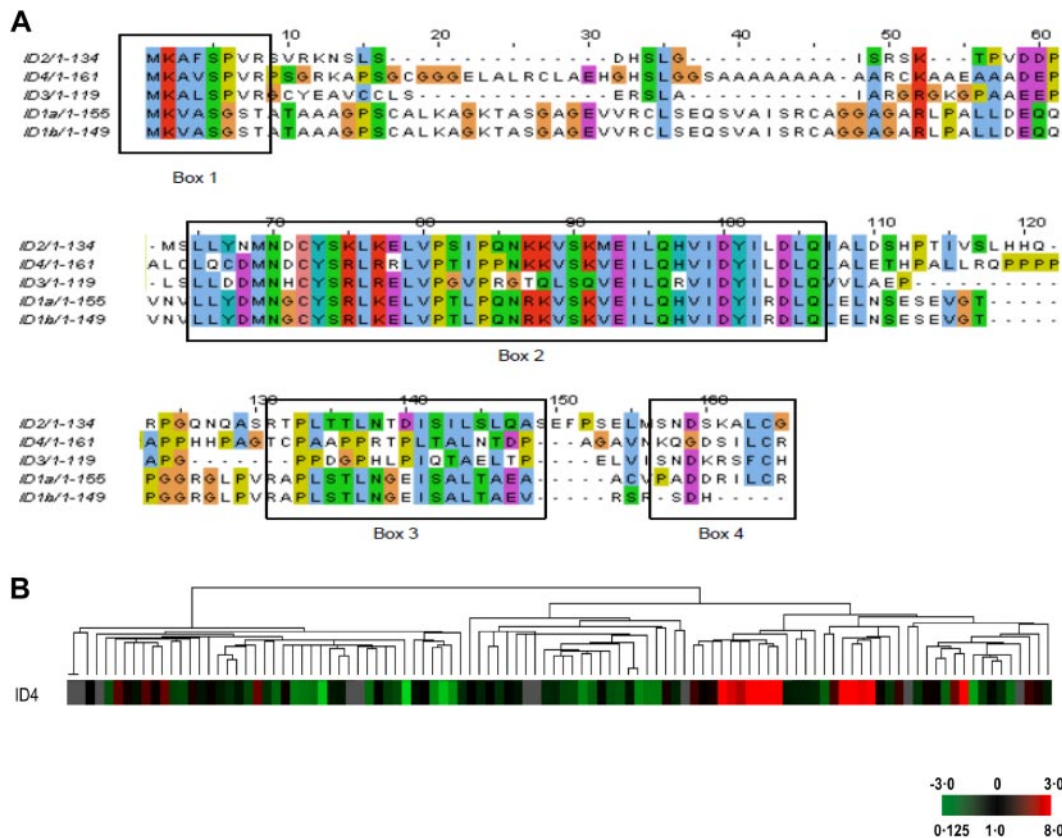 A
10 20 30 40 50 60
ID2/1-134 MKAFSPVRSVRKNSLS---------------DHSLG-----------ISRSK---TPVDDP
ID4/1-161 MKAVSPVRPSGRKAPSGCGGGELALRCLAEHGHSLGGSAAAAAAAA-AARCKAAEAAADEP
ID3/1-119 MKALSPVRGCYEAVCCLS-------------ERSLA-----------IARGRGKGPAAEEP
ID1a/1-155 MKVASGSTATAAAGPSCALKAGKTASGAGEVVRCLSEQSVAISRCAGGAGARLPALLDEQQ
ID1b/1-149 MKVASGSTATAAAGPSCALKAGKTASGAGEVVRCLSEQSVAISRCAGGAGARLPALLDEQQ
Box 1
70 80 90 100 110 120
ID2/1-134 -MSLLYNMNDCYSKLKELVPSIPQNKKVSKMEILQHVIDYILDLQIALDSHPTIVSLHHQ-
ID4/1-161 ALCLQCDMNDCYSRLRRLVPTIPPNKKVSKVEILQHVIDYILDLQLALETHPALLRQPPPP
ID3/1-119 -LSLLDDMNHCYSRLRELVPGVPRGTQLSQVEILQRVIDYILDLQVVLAEP----------
ID1a/1-155 VNVLLYDMNGCYSRLKELVPTLPQNRKVSKVEILQHVIDYIRDLQLELNSESEVGT-----
ID1b/1-149 VNVLLYDMNGCYSRLKELVPTLPQNRKVSKVEILQHVIDYIRDLQLELNSESEVGT-----
Box 2
130 140 150 160
ID2/1-134 RPGQNQASRTPLTTLNTDISILSLQASEFPSELMSNDSKALCG
ID4/1-161 APPHHPAGTCPAAPPRTPLTALNTDP--AGAVNKQGDSILCR
ID3/1-119 APG-------PPDGPHLPIQTAELTP----ELVISNDKRSFCH
ID1a/1-155 PGGRGLPVRAPLSTLNGEISALTAEA-----ACVPADDRILCR
ID1b/1-149 PGGRGLPVRAPLSTLNGEISALTAEV-----RSR-SDH----
Box 3 Box 4
B
ID4
-3·0 0 3·0
0·125 1·0 8·0